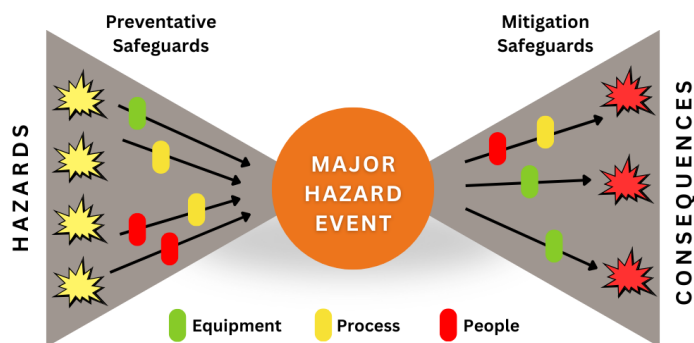 Preventative
Safeguards
Mitigation
Safeguards
HAZARDS
MAJOR
HAZARD
EVENT
CONSEQUENCES
Equipment
Process
People